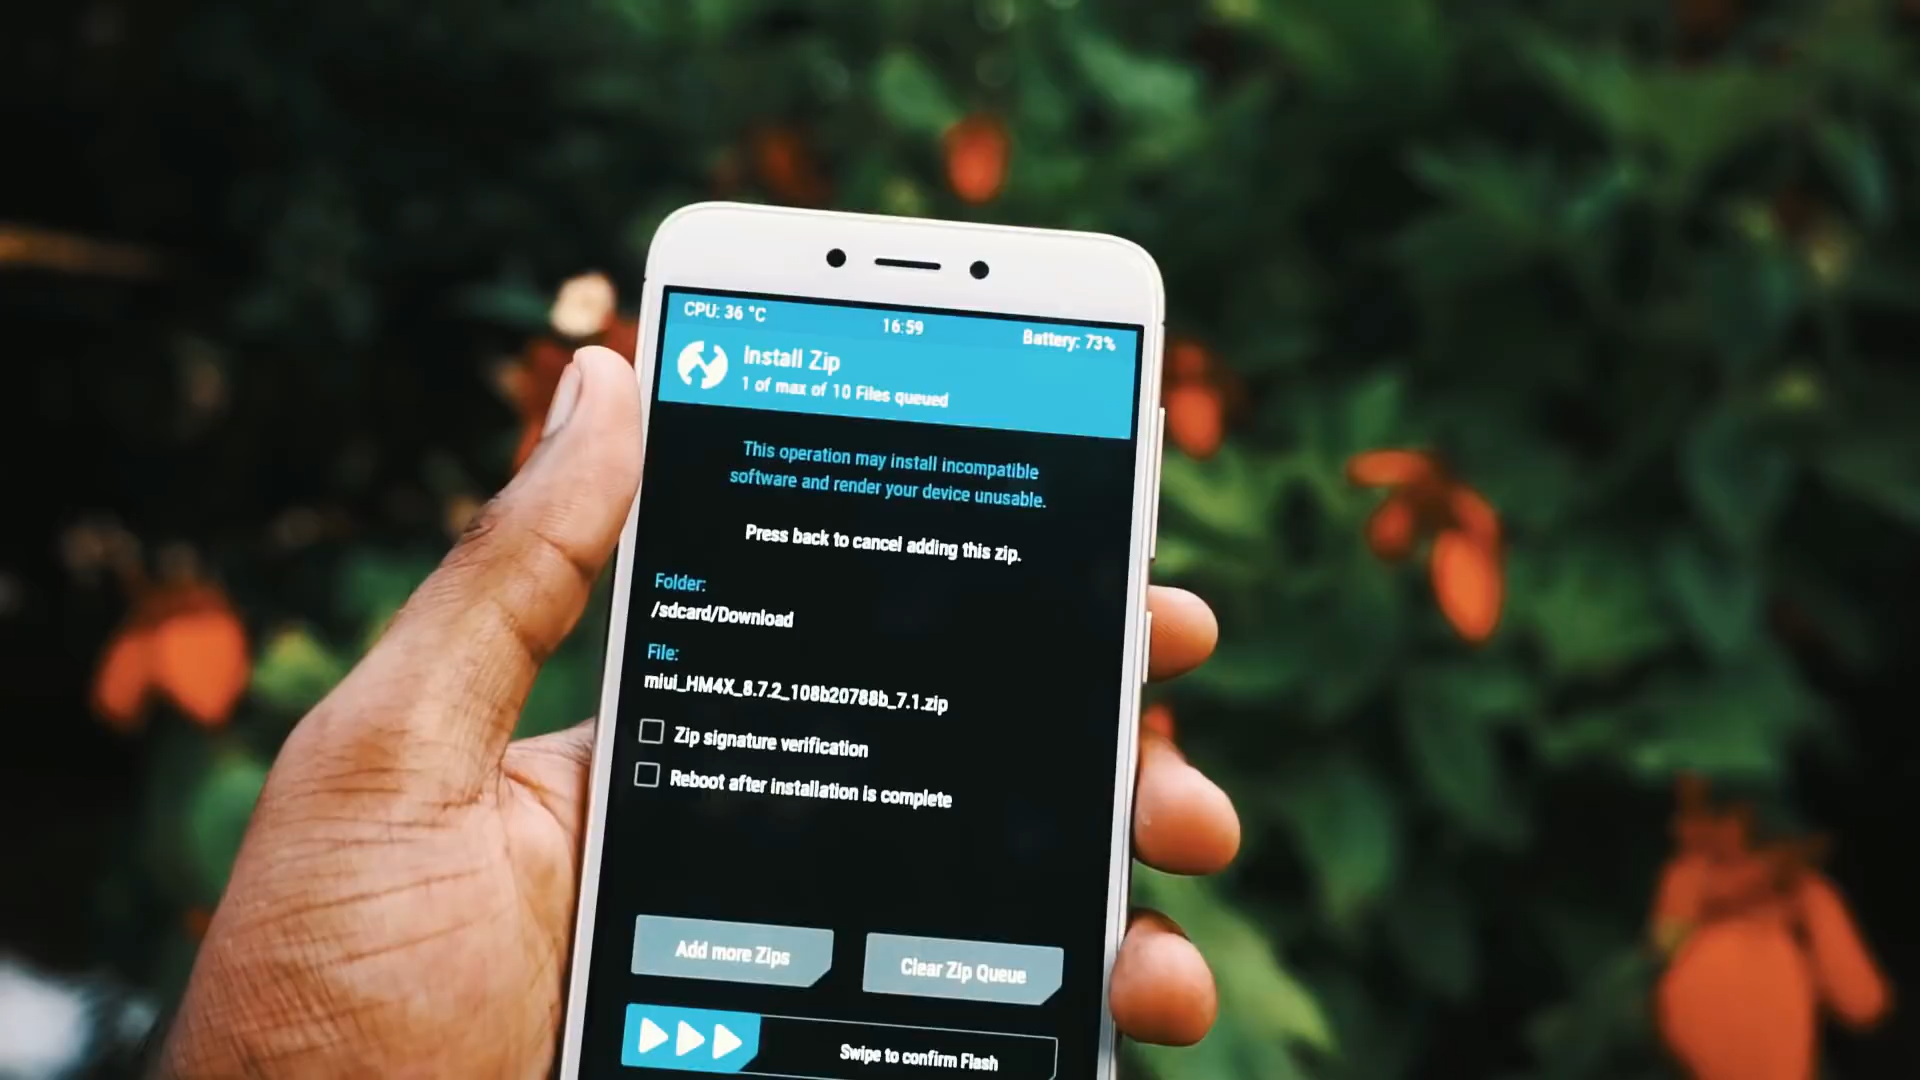 CPU: 36 °C 16:59 Battery: 73%
Install Zip
1 of max of 10 Files queued
This operation may install incompatible
software and render your device unusable.
Press back to cancel adding this zip.
Folder:
/sdcard/Download
File:
miui_HM4X_8.7.2_108b20788b_7.1.zip
Zip signature verification
Reboot after installation is complete
Add more Zips
Clear Zip Queue
Swipe to confirm Flash